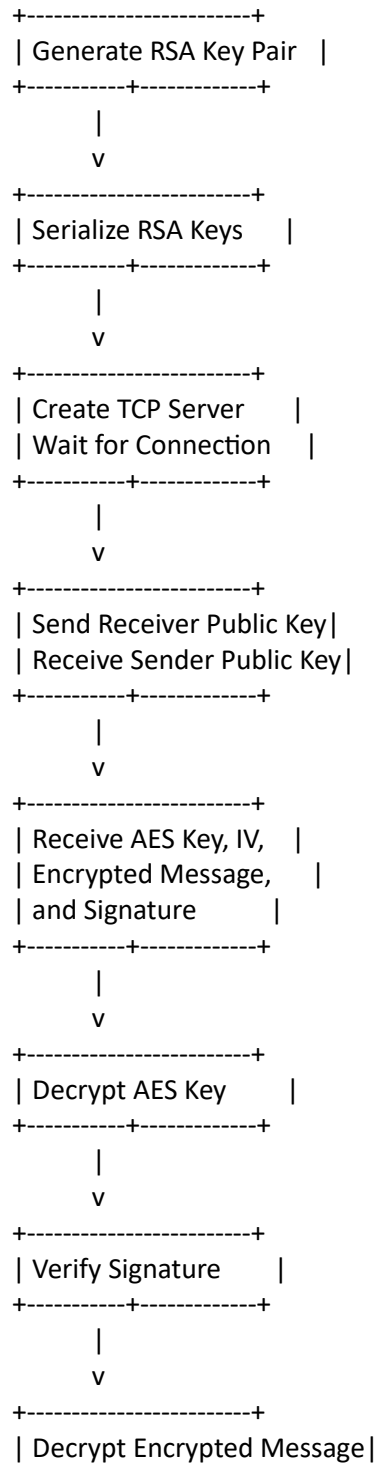 +-------------------------+
| Generate RSA Key Pair |
+-----------+-------------+
|
v
+-------------------------+
| Serialize RSA Keys |
+-----------+-------------+
|
v
+-------------------------+
| Create TCP Server |
| Wait for Connection |
+-----------+-------------+
|
v
+-------------------------+
| Send Receiver Public Key|
| Receive Sender Public Key|
+-----------+-------------+
|
v
+-------------------------+
| Receive AES Key, IV, |
| Encrypted Message, |
| and Signature |
+-----------+-------------+
|
v
+-------------------------+
| Decrypt AES Key |
+-----------+-------------+
|
v
+-------------------------+
| Verify Signature |
+-----------+-------------+
|
v
+-------------------------+
| Decrypt Encrypted Message|